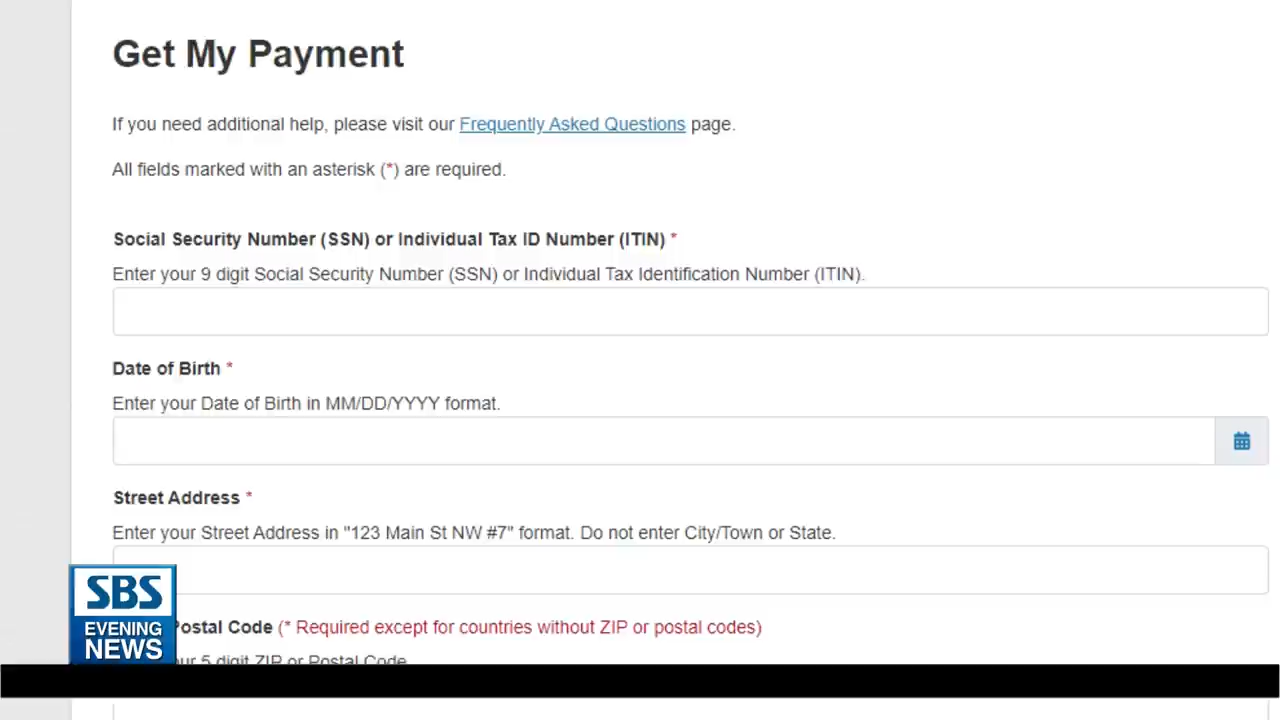 Get My Payment
If you need additional help, please visit our Frequently Asked Questions page.
All fields marked with an asterisk (*) are required.
Social Security Number (SSN) or Individual Tax ID Number (ITIN) *
Enter your 9 digit Social Security Number (SSN) or Individual Tax Identification Number (ITIN).
Date of Birth *
Enter your Date of Birth in MM/DD/YYYY format.
Street Address *
Enter your Street Address in "123 Main St NW #7" format. Do not enter City/Town or State.
Postal Code (* Required except for countries without ZIP or postal codes)
5 digit ZIP or Postal Code
SBS
EVENING
NEWS